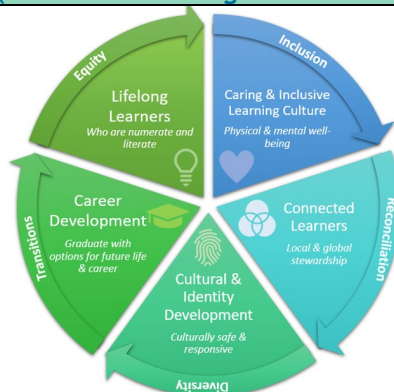 Equity
Lifelong
Learners
Who are numerate and
literate
Inclusion
Caring & Inclusive
Learning Culture
Physical & mental well-
being
Reconciliation
Connected
Learners
Local & global
stewardship
Diversity
Cultural &
Identity
Development
Culturally safe &
responsive
Transitions
Career
Development
Graduate with
options for future life
& career